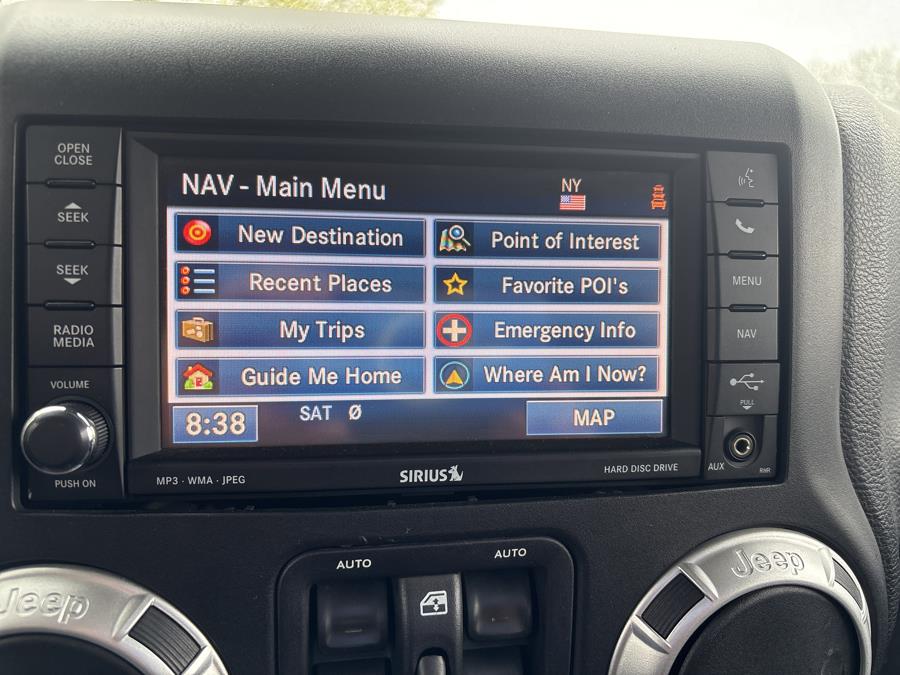 OPEN
CLOSE
SEEK
SEEK
RADIO
MEDIA
VOLUME
PUSH ON
NAV - Main Menu
NY
New Destination
Point of Interest
Recent Places
Favorite POI's
My Trips
Emergency Info
Guide Me Home
Where Am I Now?
8:38
SAT Ø
MAP
MENU
NAV
PULL
AUX
RHR
MP3 · WMA · JPEG
SIRIUS
HARD DISC DRIVE
AUTO
AUTO
Jeep
Jeep